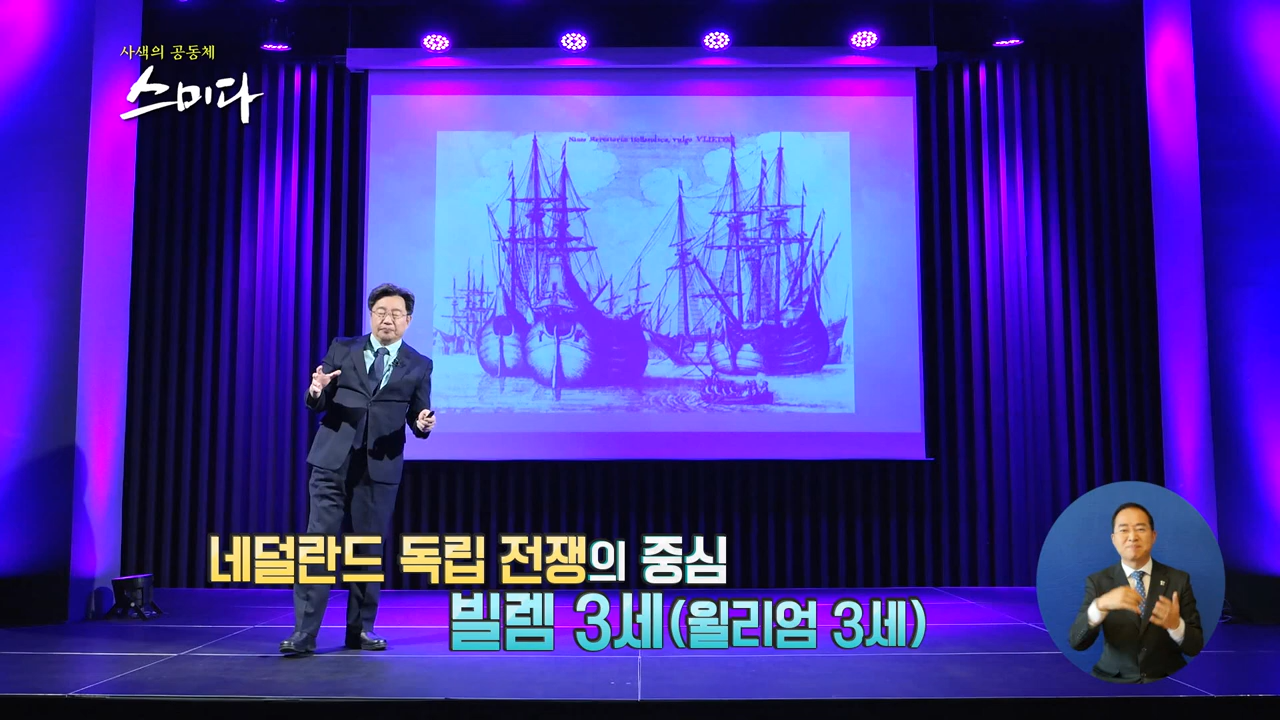 사색의 공동체
스미다
네덜란드 독립 전쟁의 중심
빌렘 3세(윌리엄 3세)